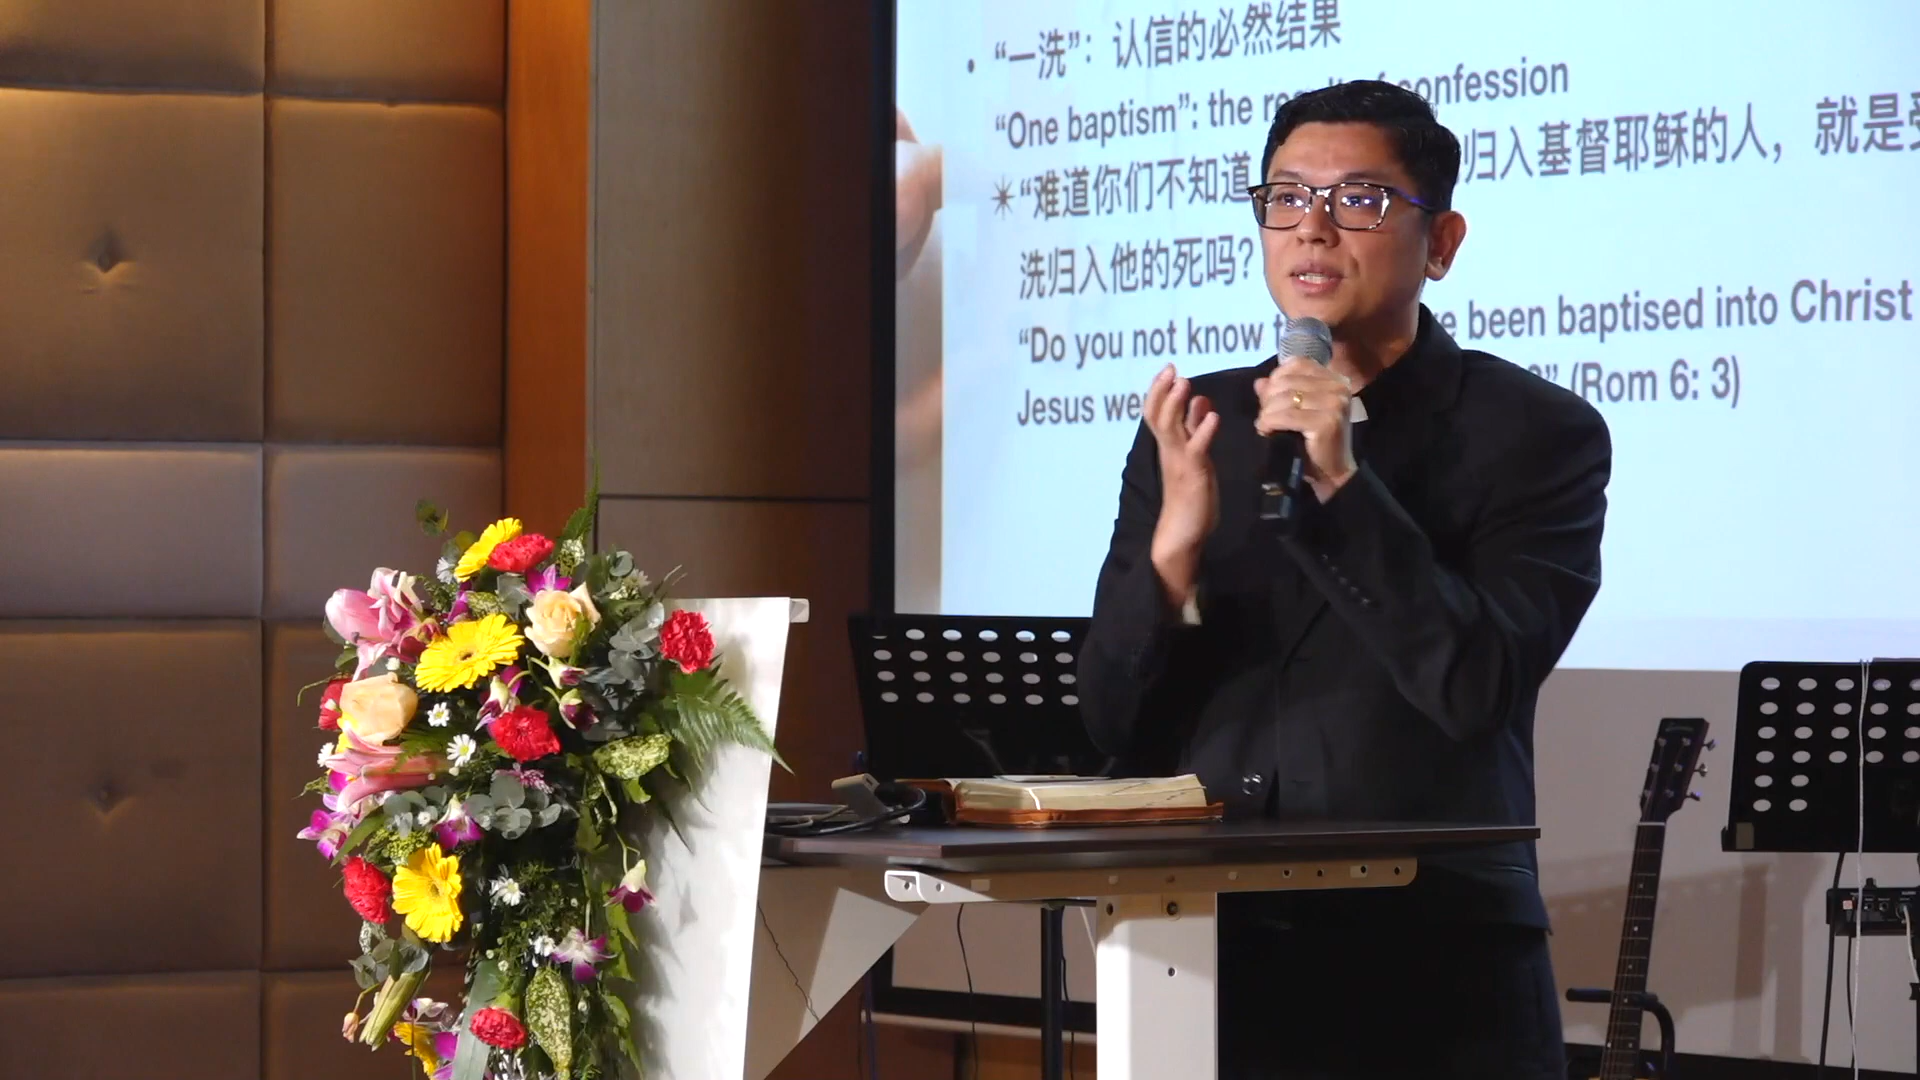 • “一洗”：认信的必然结果
“One baptism”: the of confession
✴“难道你们不知道 归入基督耶稣的人，就是
洗归入他的死吗？
“Do you not know been baptised into Christ
Jesus (Rom 6: 3)